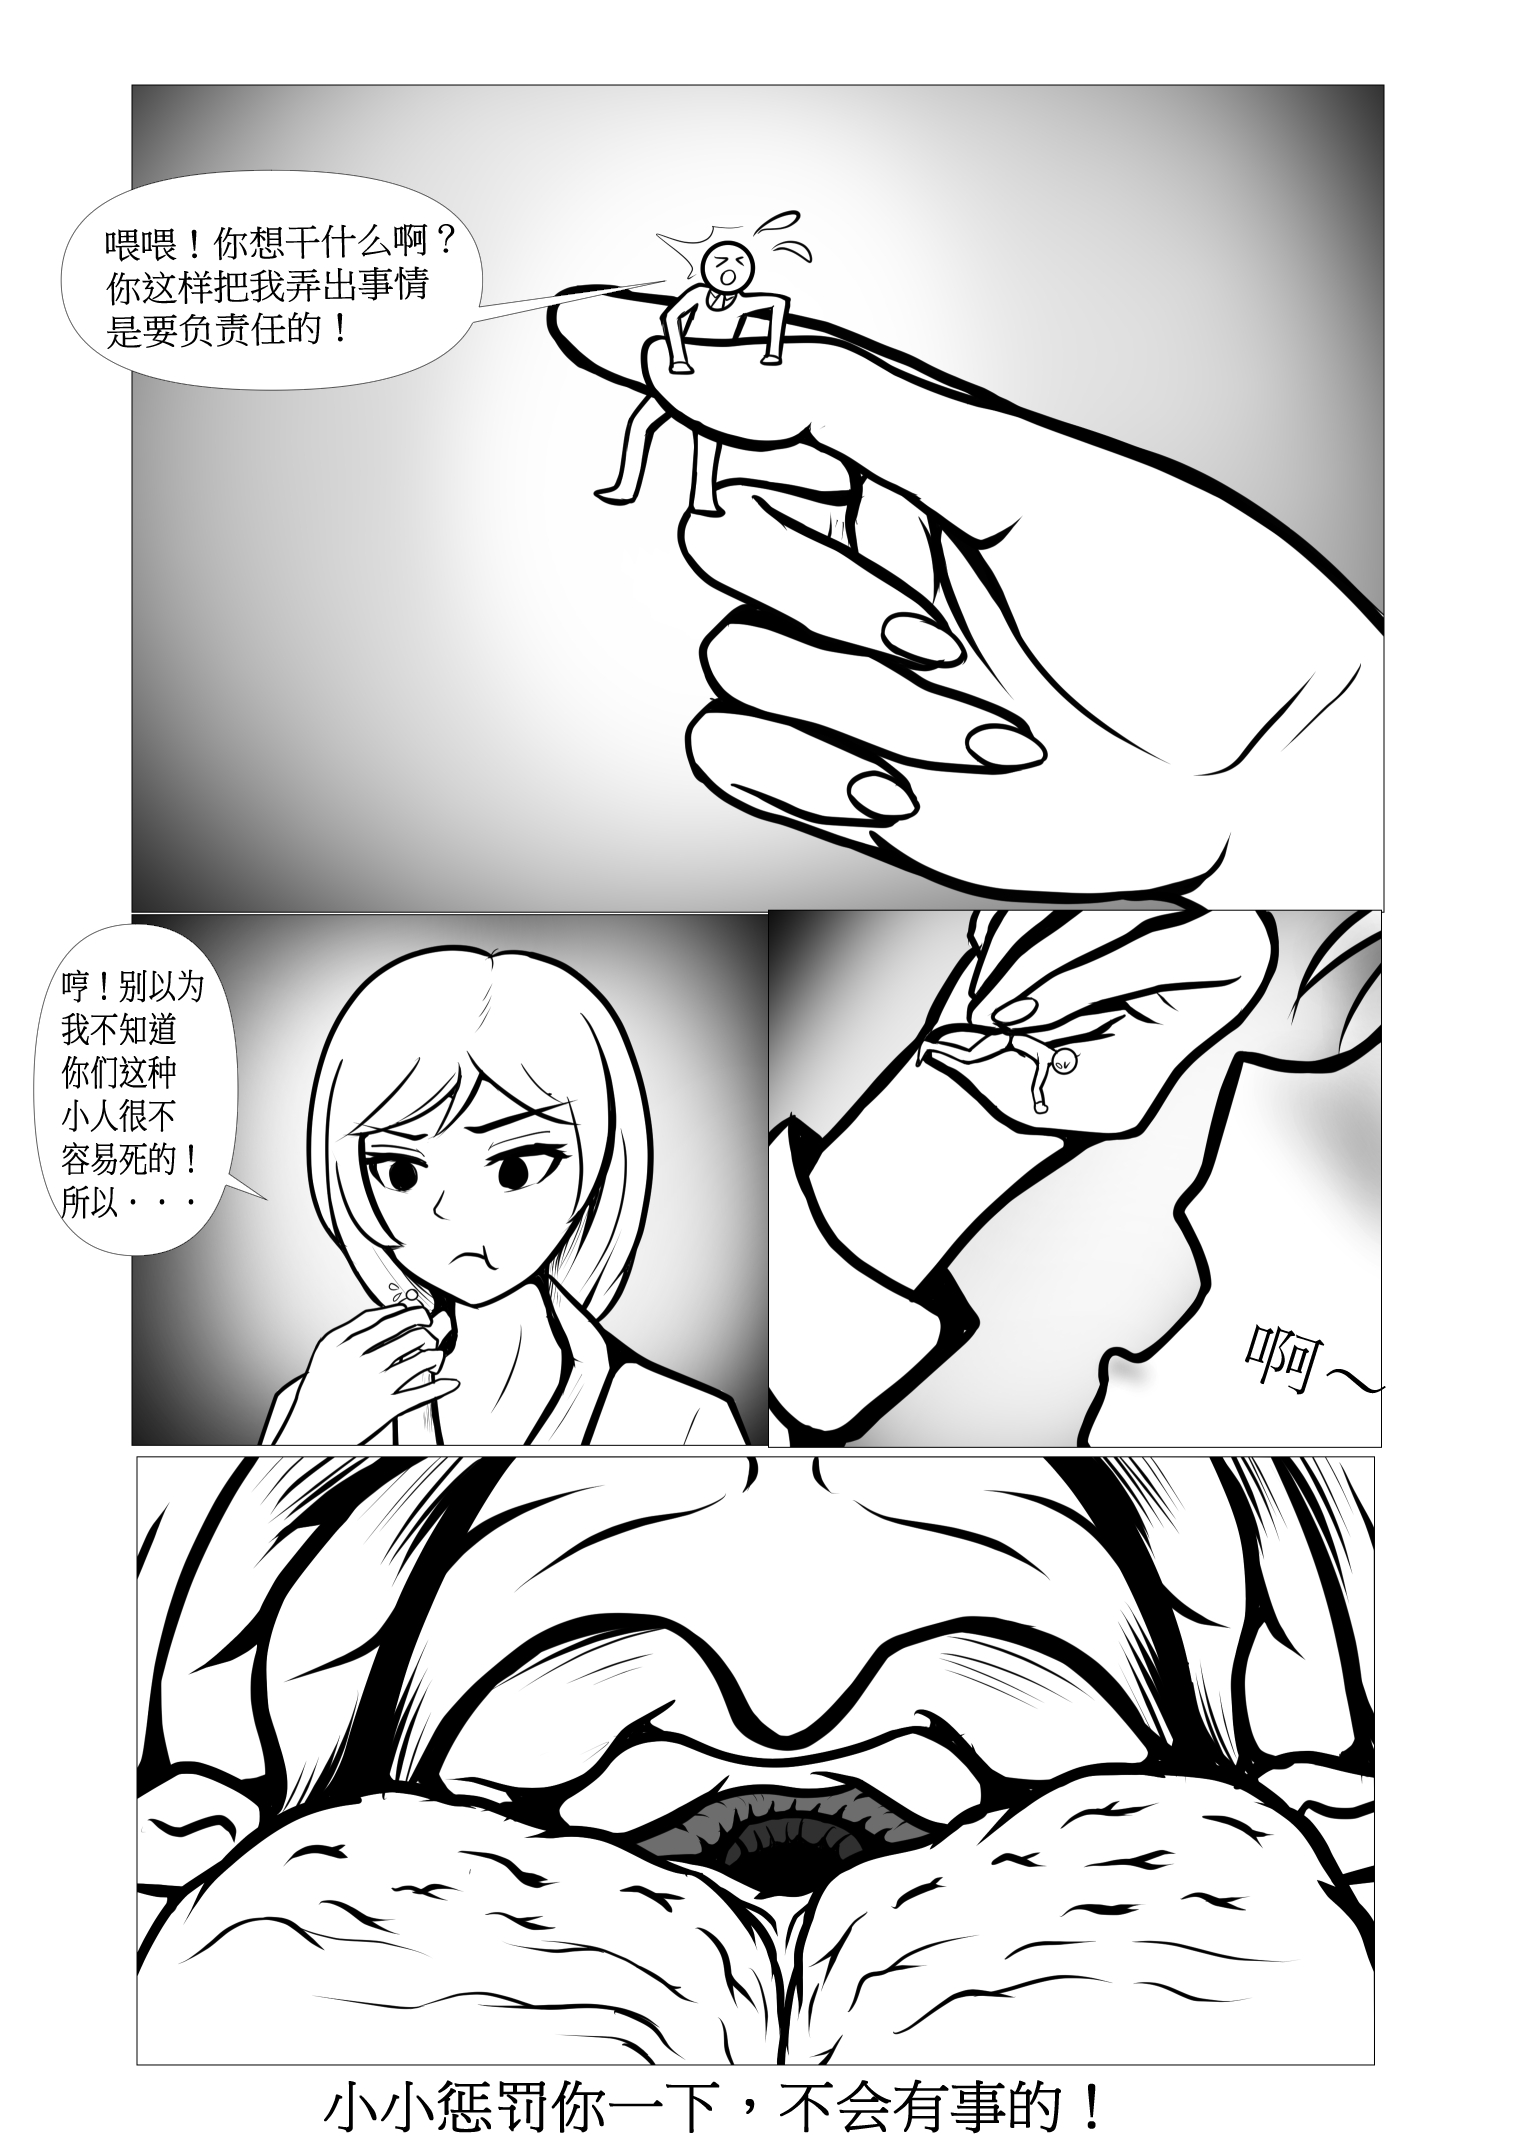 喂喂！你想干什么啊？
你这样把我弄出事情
是要负责任的！
哼！别以为
我不知道
你们这种
小人很不
容易死的！
所以···
啊～
小小惩罚你一下，不会有事的！